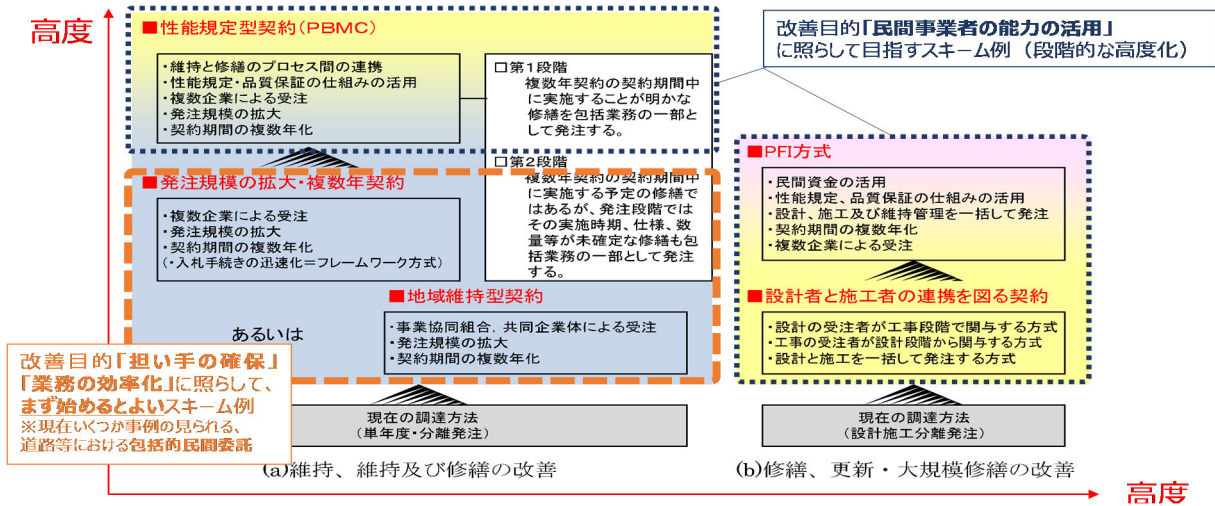 高度
■性能規定型契約(PBMC)
・維持と修繕のプロセス間の連携
・性能規定・品質保証の仕組みの活用
・複数企業による受注
・発注規模の拡大
・契約期間の複数年化
□第1段階
複数年契約の契約期間中
に実施することが明かな
修繕を包括業務の一部と
して発注する。
□第2段階
複数年契約の契約期間中
に実施する予定の修繕で
はあるが、発注段階では
その実施時期、仕様、数
量等が未確定な修繕も包
括業務の一部として発注
する。
■発注規模の拡大・複数年契約
・複数企業による受注
・発注規模の拡大
・契約期間の複数年化
(・入札手続きの迅速化=フレームワーク方式)
あるいは
■地域維持型契約
・事業協同組合，共同企業体による受注
・発注規模の拡大
・契約期間の複数年化
改善目的「担い手の確保」
「業務の効率化」に照らして、
まず始めるとよいスキーム例
※現在いくつか事例の見られる、
道路等における包括的民間委託
現在の調達方法
(単年度・分離発注)
(a)維持、維持及び修繕の改善
改善目的「民間事業者の能力の活用」
に照らして目指すスキーム例（段階的な高度化）
■PFI方式
・民間資金の活用
・性能規定、品質保証の仕組みの活用
・設計、施工及び維持管理を一括して発注
・契約期間の複数年化
・複数企業による受注
■設計者と施工者の連携を図る契約
・設計の受注者が工事段階で関与する方式
・工事の受注者が設計段階から関与する方式
・設計と施工を一括して発注する方式
現在の調達方法
(設計施工分離発注)
(b)修繕、更新・大規模修繕の改善
高度